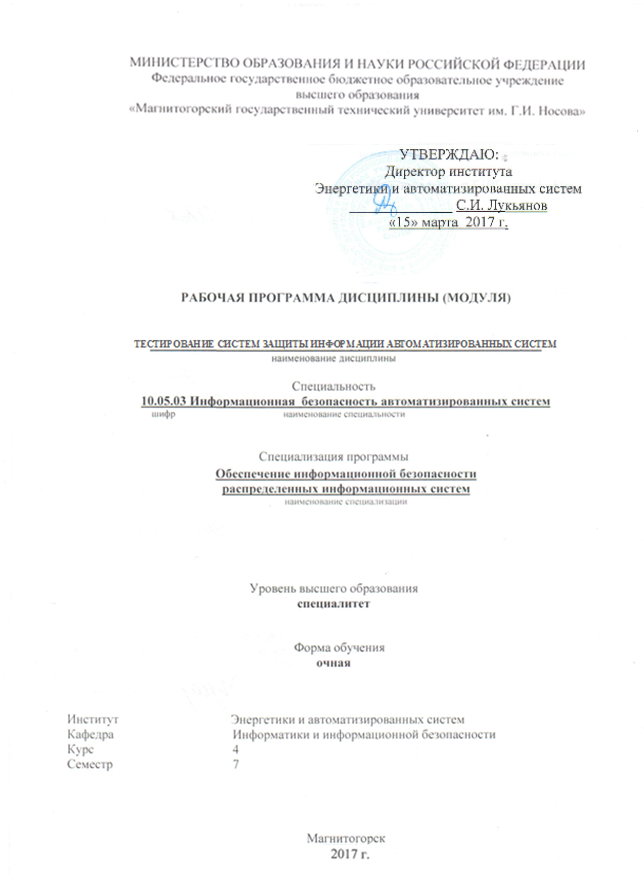 МИНИСТЕРСТВО ОБРАЗОВАНИЯ И НАУКИ РОССИЙСКОЙ ФЕДЕРАЦИИ
Федеральное государственное бюджетное образовательное учреждение
высшего образования
«Магнитогорский государственный технический университет им. Г.И. Носова»
УТВЕРЖДАЮ:
Директор института
Энергетики и автоматизированных систем
С.И. Лукьянов
«15» марта 2017 г.
РАБОЧАЯ ПРОГРАММА ДИСЦИПЛИНЫ (МОДУЛЯ)
ТЕСТИРОВАНИЕ СИСТЕМ ЗАЩИТЫ ИНФОРМАЦИИ АВТОМАТИЗИРОВАННЫХ СИСТЕМ
наименование дисциплины
Специальность
10.05.03 Информационная безопасность автоматизированных систем
шифр наименование специальности
Специализация программы
Обеспечение информационной безопасности
распределенных информационных систем
наименование специализации
Уровень высшего образования
специалитет
Форма обучения
очная
Институт Энергетики и автоматизированных систем
Кафедра Информатики и информационной безопасности
Курс 4
Семестр 7
Магнитогорск
2017 г.